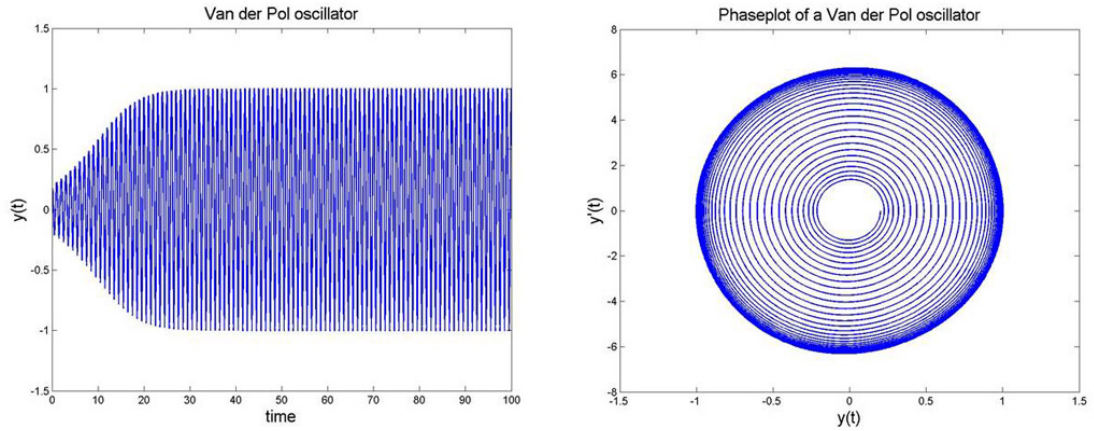 Van der Pol oscillator
1.5
1
0.5
0
-0.5
-1
-1.5
y(t)
0 10 20 30 40 50 60 70 80 90 100
time
Phaseplot of a Van der Pol oscillator
8
6
4
2
0
-2
-4
-6
-8
y'(t)
-1.5 -1 -0.5 0 0.5 1 1.5
y(t)